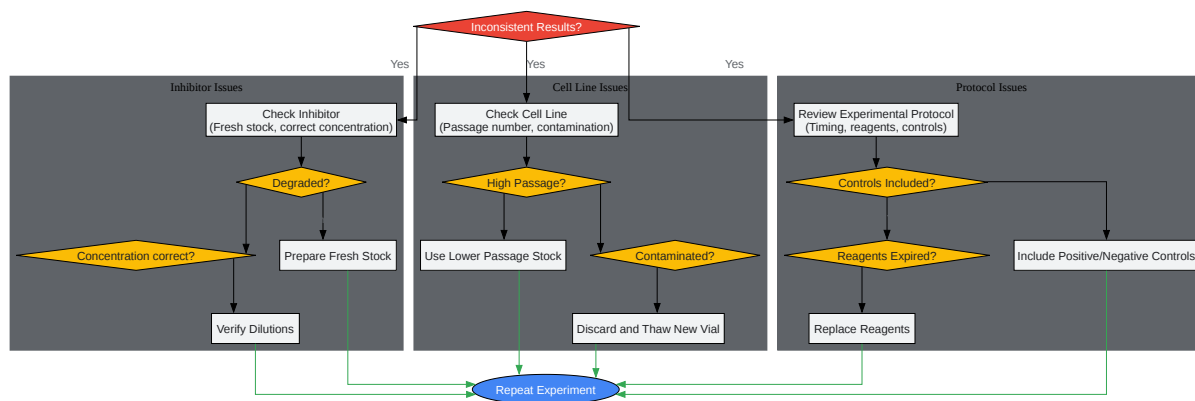 Inconsistent Results?
Yes
Yes
Yes
Inhibitor Issues
Cell Line Issues
Protocol Issues
Check Inhibitor
(Fresh stock, correct concentration)
Check Cell Line
(Passage number, contamination)
Review Experimental Protocol
(Timing, reagents, controls)
Degraded?
High Passage?
Controls Included?
Concentration correct?
Prepare Fresh Stock
Use Lower Passage Stock
Contaminated?
Reagents Expired?
Include Positive/Negative Controls
Verify Dilutions
Discard and Thaw New Vial
Replace Reagents
Repeat Experiment